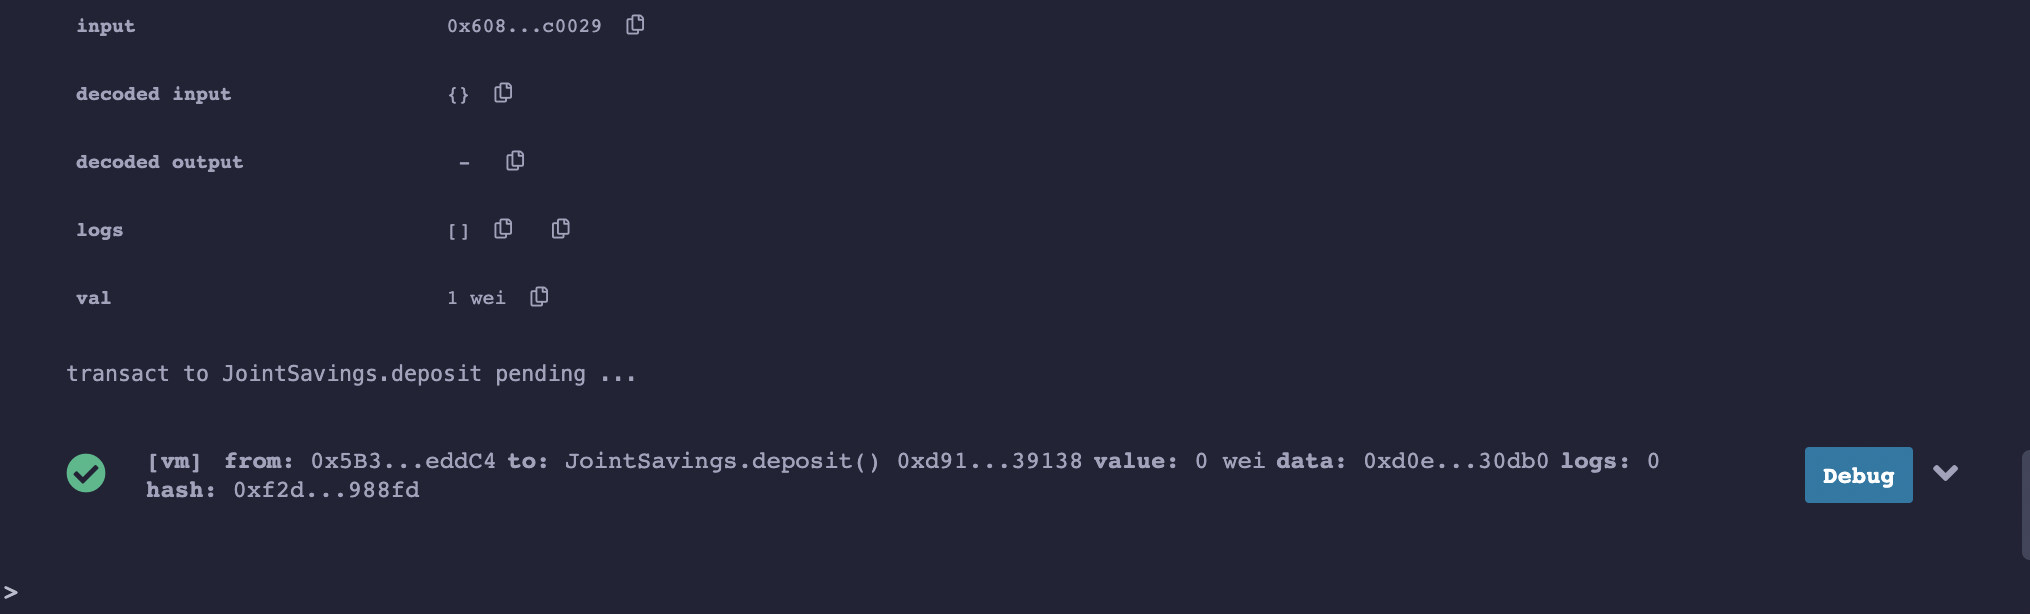 input 0x608...c0029
decoded input {}
decoded output -
logs []
val 1 wei
transact to JointSavings.deposit pending ...
[vm] from: 0x5B3...eddC4 to: JointSavings.deposit() 0xd91...39138 value: 0 wei data: 0xd0e...30db0 logs: 0
hash: 0xf2d...988fd
Debug
>